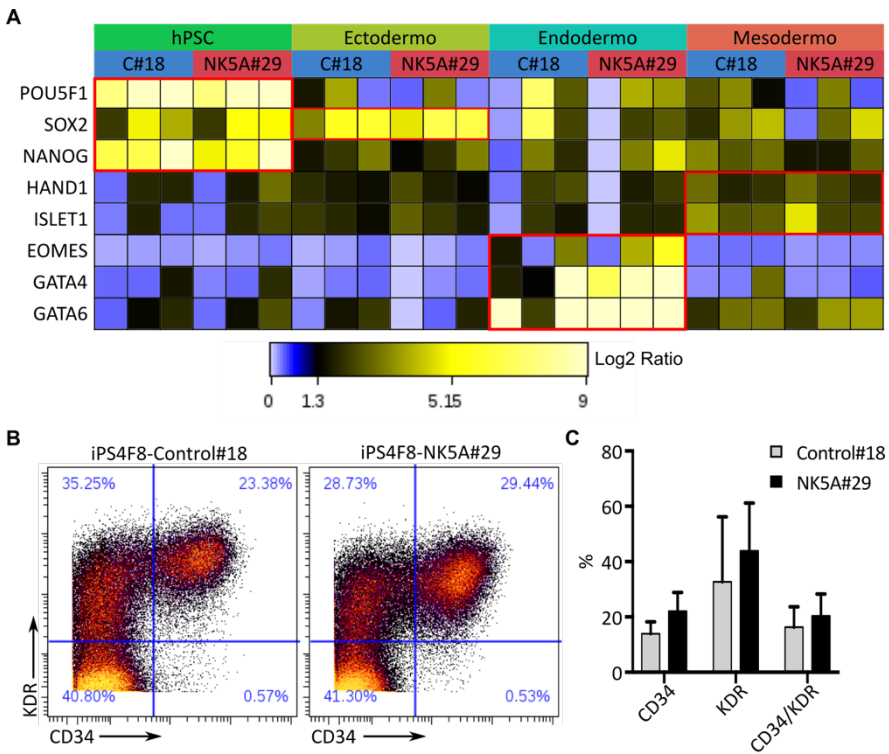 A
hPSC Ectodermo Endodermo Mesodermo
C#18 NK5A#29 C#18 NK5A#29 C#18 NK5A#29 C#18 NK5A#29
POU5F1
SOX2
NANOG
HAND1
ISLET1
EOMES
GATA4
GATA6
Log2 Ratio
0 1.3 5.15 9
B
iPS4F8-Control#18 iPS4F8-NK5A#29
35.25% 23.38% 28.73% 29.44%
40.80% 0.57% 41.30% 0.53%
KDR
CD34 CD34
C
Control#18
NK5A#29
80
60
40
20
0
%
CD34 KDR CD34/KDR